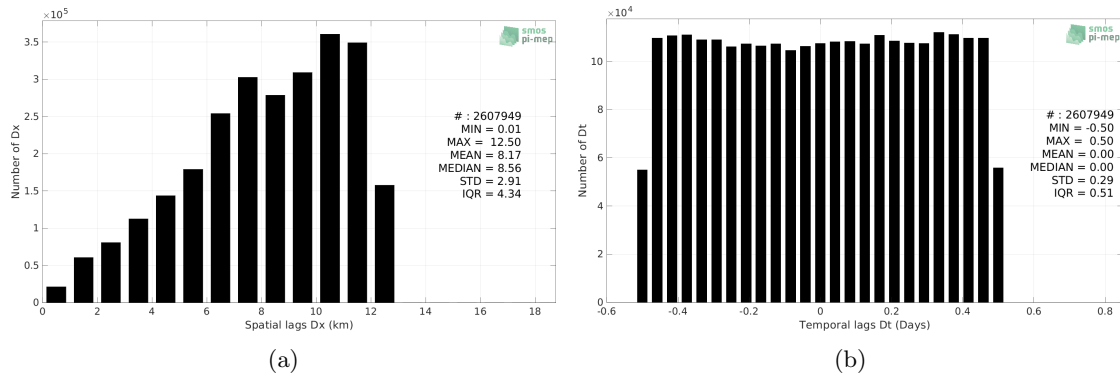 ×10⁵
3.5
3
2.5
2
1.5
1
0.5
0
0 2 4 6 8 10 12 14 16 18
Number of Dx
Spatial lags Dx (km)
smos
pi-mep
# : 2607949
MIN = 0.01
MAX = 12.50
MEAN = 8.17
MEDIAN = 8.56
STD = 2.91
IQR = 4.34
(a)
×10⁴
10
8
6
4
2
0
-0.6 -0.4 -0.2 0 0.2 0.4 0.6 0.8
Number of Dt
Temporal lags Dt (Days)
smos
pi-mep
# : 2607949
MIN = -0.50
MAX = 0.50
MEAN = 0.00
MEDIAN = 0.00
STD = 0.29
IQR = 0.51
(b)